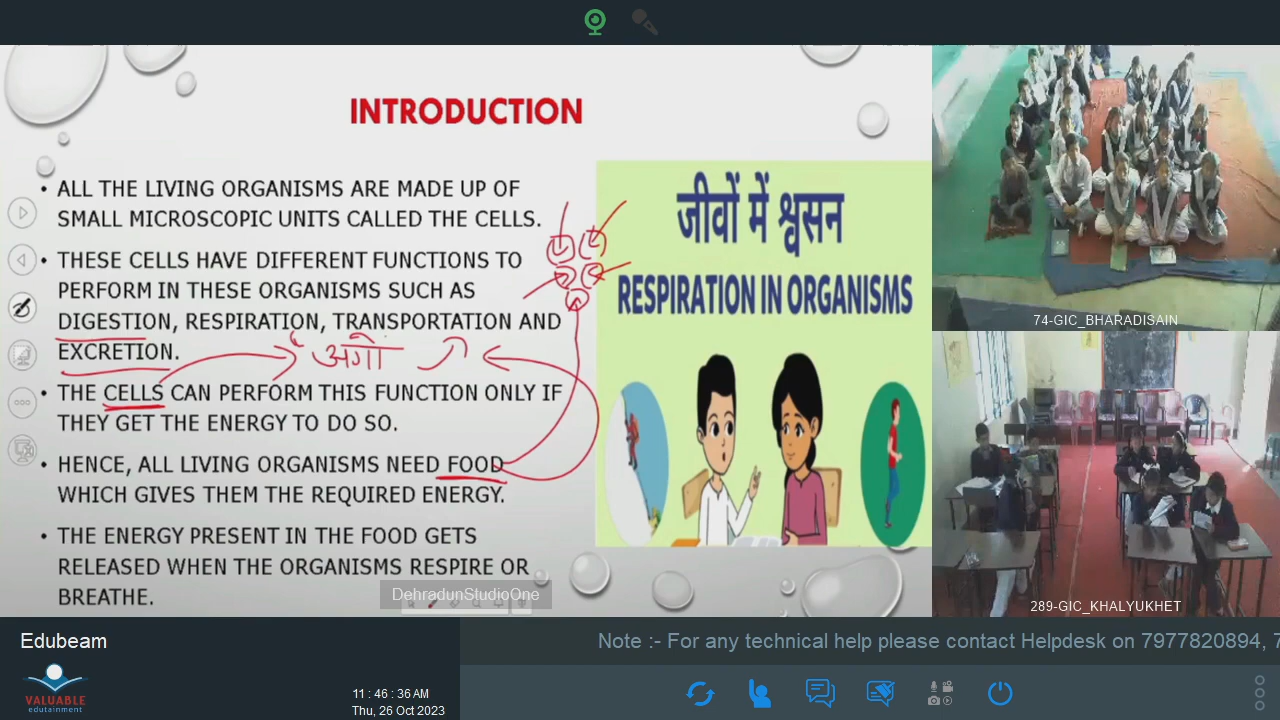 INTRODUCTION
• ALL THE LIVING ORGANISMS ARE MADE UP OF
SMALL MICROSCOPIC UNITS CALLED THE CELLS.
• THESE CELLS HAVE DIFFERENT FUNCTIONS TO
PERFORM IN THESE ORGANISMS SUCH AS
DIGESTION, RESPIRATION, TRANSPORTATION AND
EXCRETION.
• THE CELLS CAN PERFORM THIS FUNCTION ONLY IF
THEY GET THE ENERGY TO DO SO.
• HENCE, ALL LIVING ORGANISMS NEED FOOD
WHICH GIVES THEM THE REQUIRED ENERGY.
• THE ENERGY PRESENT IN THE FOOD GETS
RELEASED WHEN THE ORGANISMS RESPIRE OR
BREATHE.
जीवों में श्वसन
RESPIRATION IN ORGANISMS
DehradunStudioOne
74-GIC_BHARADISAIN
289-GIC_KHALYUKHET
Edubeam
Note :- For any technical help please contact Helpdesk on 7977820894,
VALUABLE
edutainment
11 : 46 : 36 AM
Thu, 26 Oct 2023